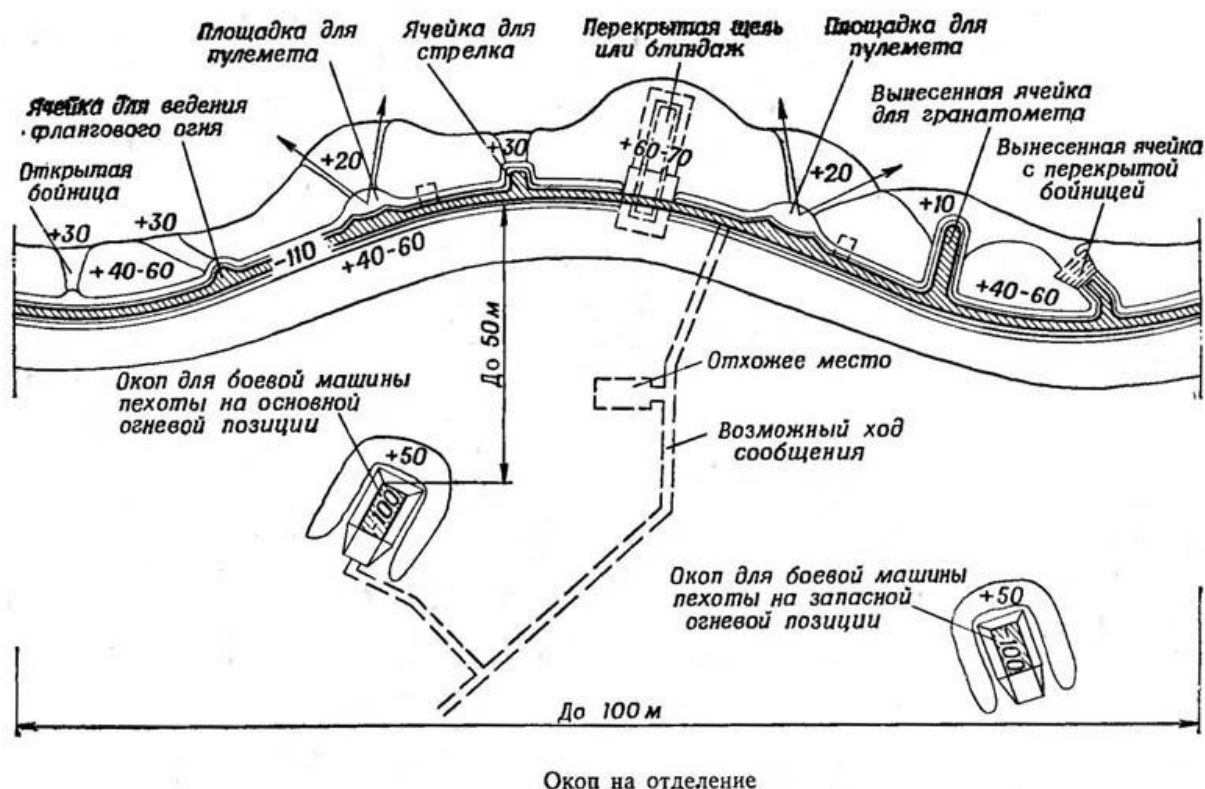 Площадка для
пулемета
Ячейка для
стрелка
Перекрытая щель
или блиндаж
Площадка для
пулемета
Ячейка для ведения
флангового огня
Вынесенная ячейка
для гранатомета
Вынесенная ячейка
с перекрытой
бойницей
Открытая
бойница
+20
+30
+60-70
+20
+10
+30
+30
+40-60
-110
+40-60
+40-60
До 50м
Отхожее место
Окоп для боевой машины
пехоты на основной
огневой позиции
Возможный ход
сообщения
+50
100
Окоп для боевой машины
пехоты на запасной
огневой позиции
+50
100
До 100 м
Окоп на отделение